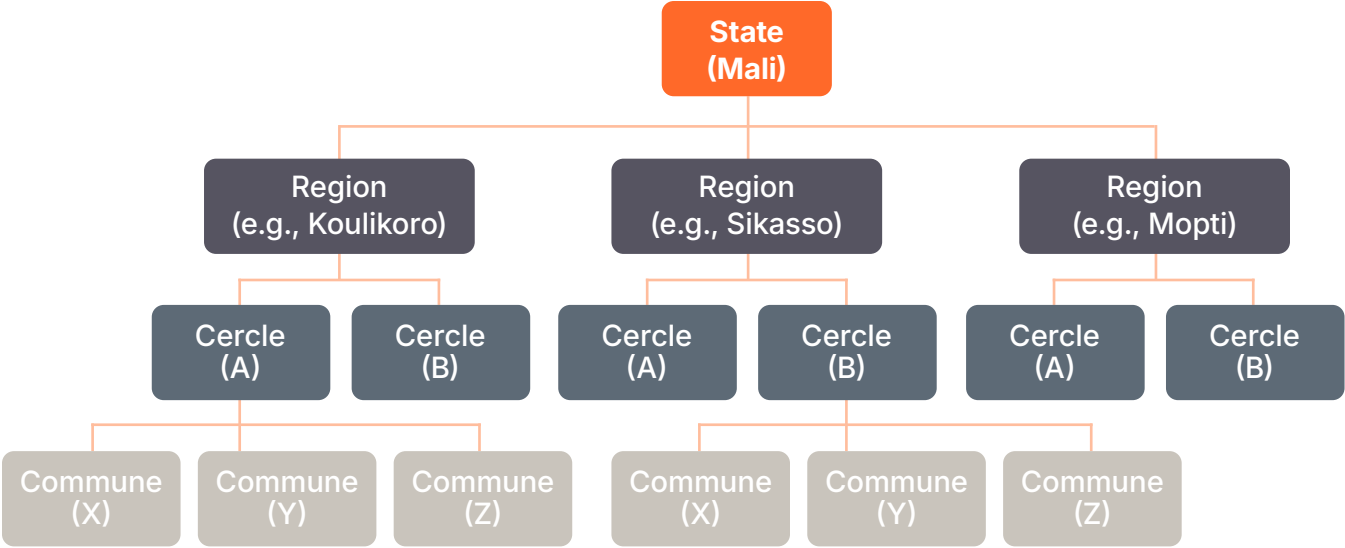 State
(Mali)
Region
(e.g., Koulikoro)
Region
(e.g., Sikasso)
Region
(e.g., Mopti)
Cercle
(A)
Cercle
(B)
Cercle
(A)
Cercle
(B)
Cercle
(A)
Cercle
(B)
Commune
(X)
Commune
(Y)
Commune
(Z)
Commune
(X)
Commune
(Y)
Commune
(Z)